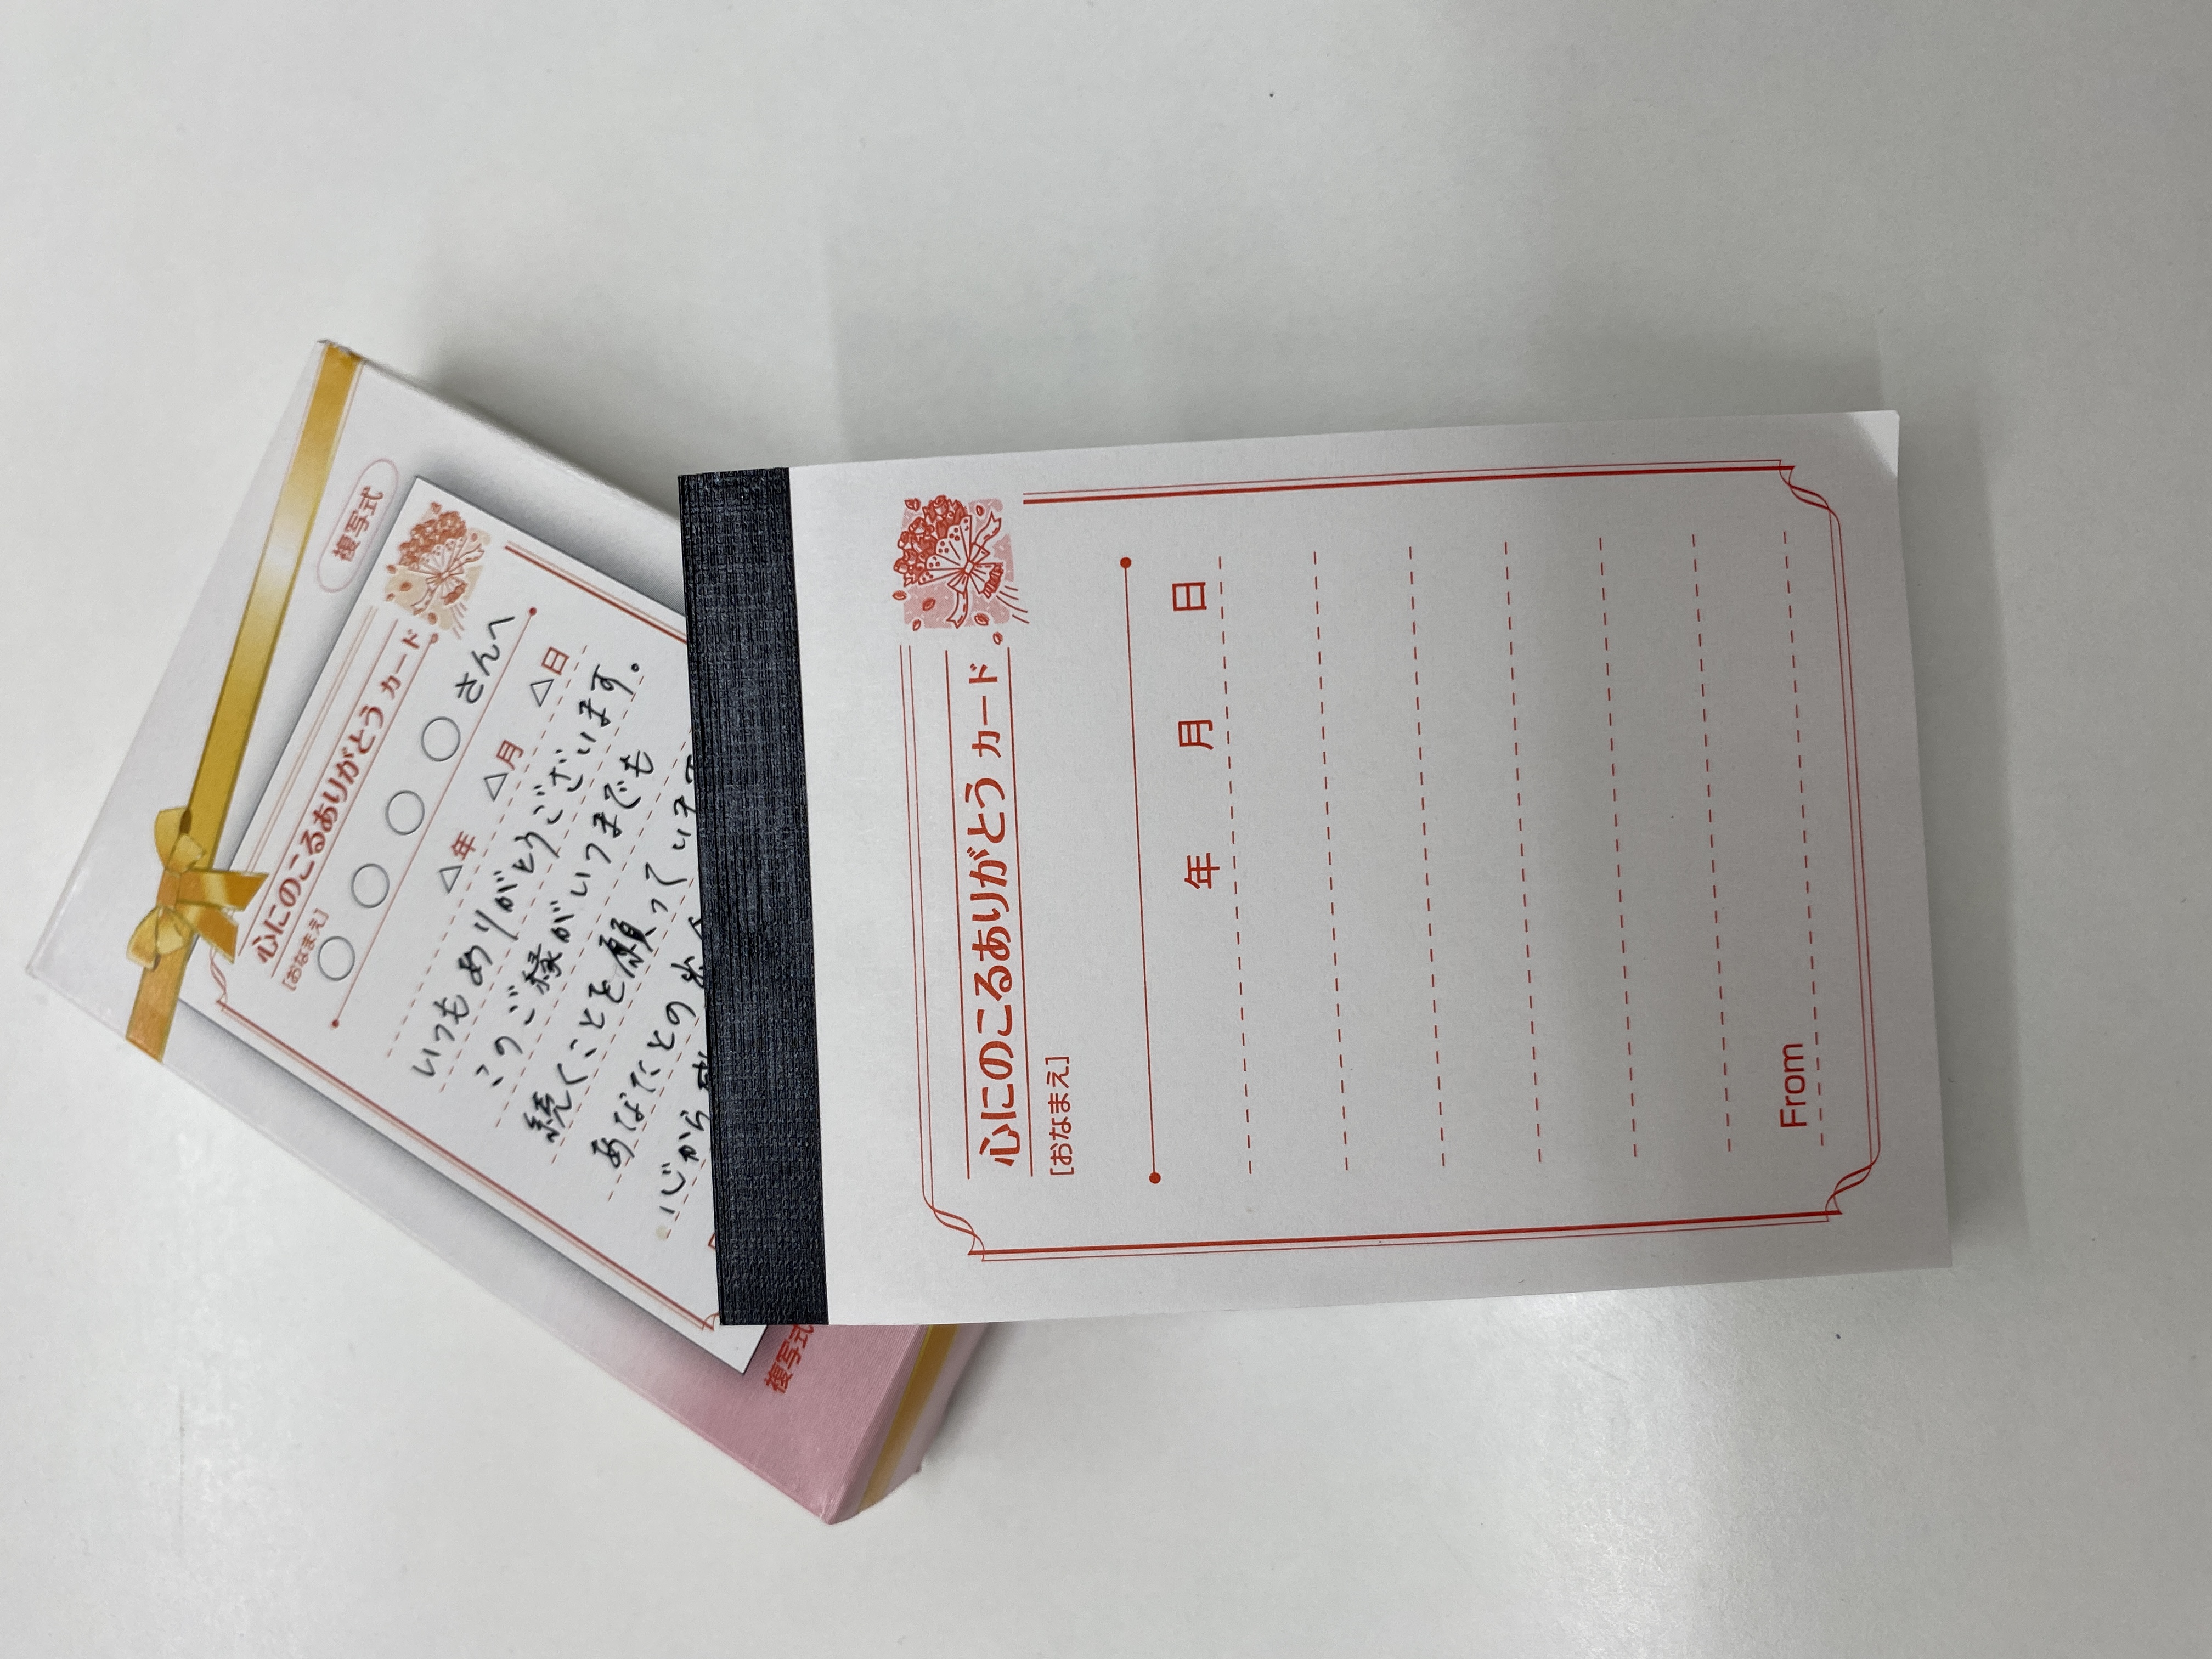 複写式
心にのこるありがとう カード
[おなまえ]
○ ○ ○ ○ さんへ
△年 △月 △日
いつもありがとうございます。
このご縁がいつまでも
続くことを願って
あなたとの
心から
複写式
心にのこるありがとう カード
[おなまえ]
年 月 日
From